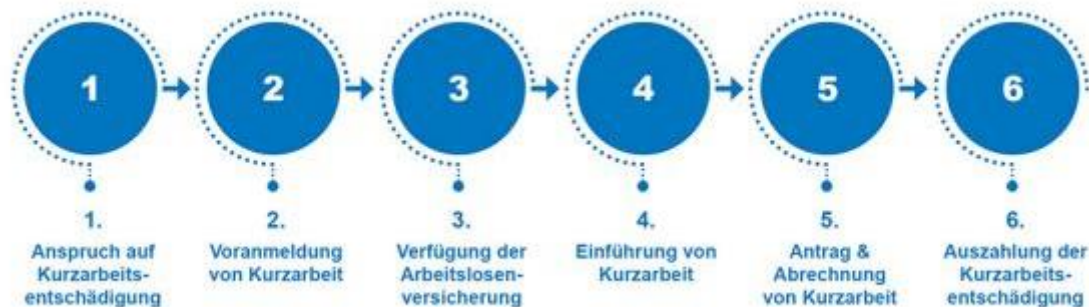 1
2
3
4
5
6
1.
Anspruch auf
Kurzarbeits-
entschädigung
2.
Voranmeldung
von Kurzarbeit
3.
Verfügung der
Arbeitslosen-
versicherung
4.
Einführung von
Kurzarbeit
5.
Antrag &
Abrechnung
von Kurzarbeit
6.
Auszahlung der
Kurzarbeits-
entschädigung